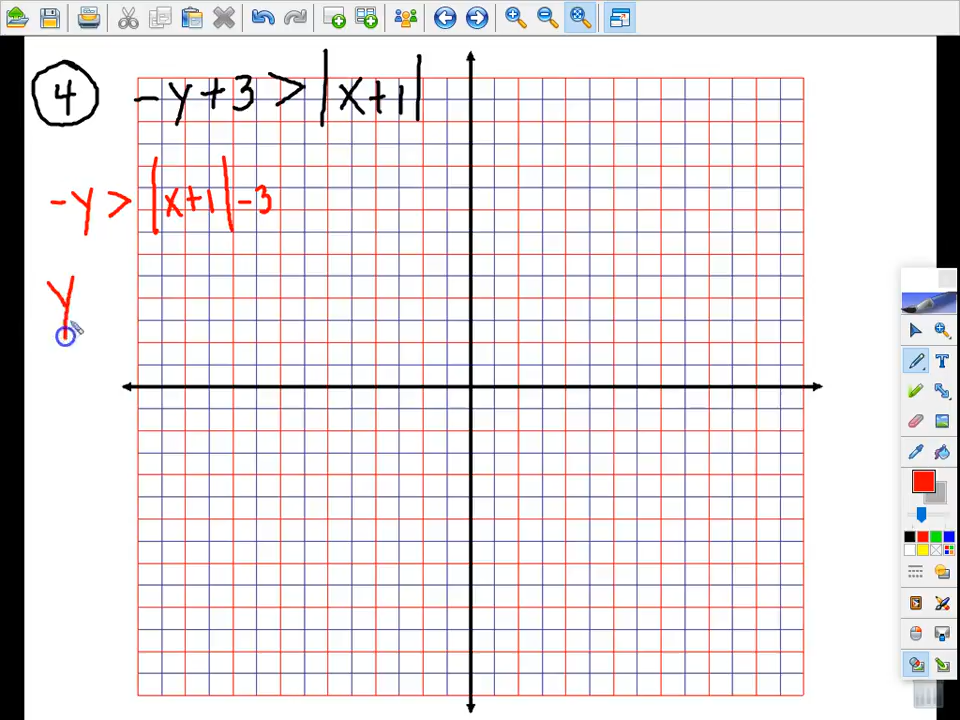 ④ -y+3 > |x+1|
-y > |x+1| -3
y
T